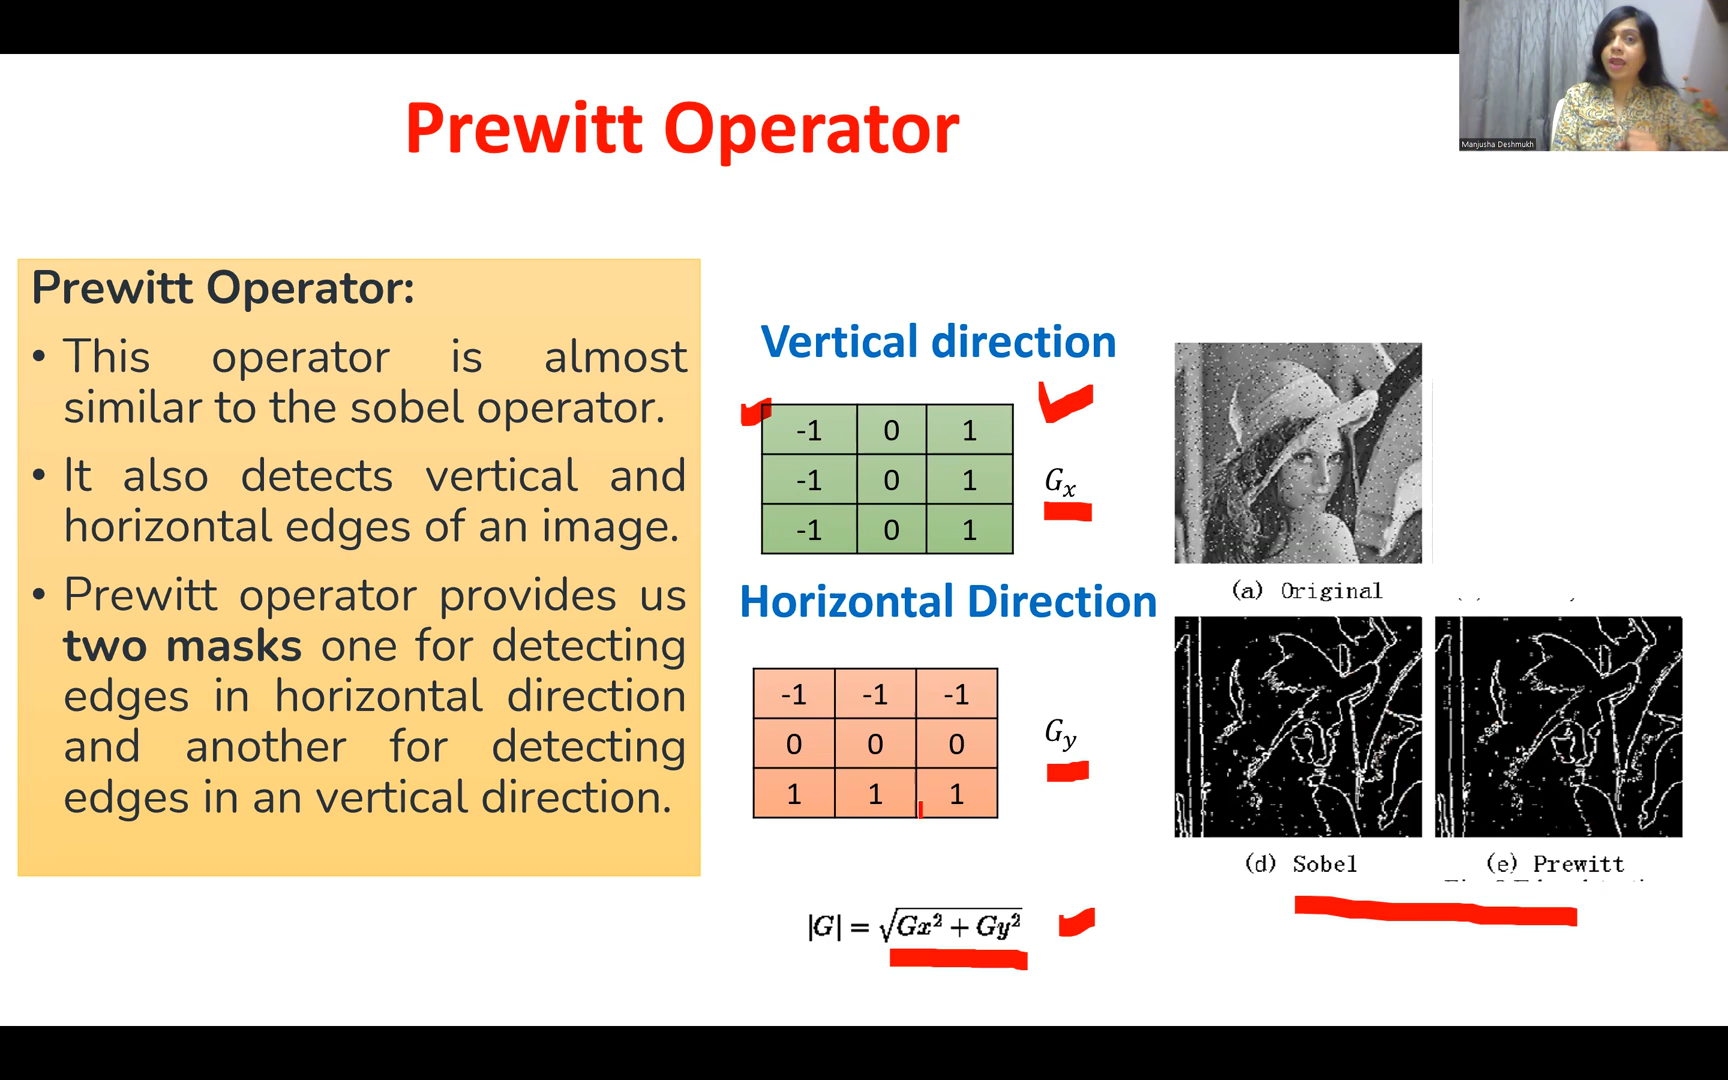 Manjusha Deshmukh
Prewitt Operator
Prewitt Operator:
• This operator is almost
similar to the sobel operator.
• It also detects vertical and
horizontal edges of an image.
• Prewitt operator provides us
two masks one for detecting
edges in horizontal direction
and another for detecting
edges in an vertical direction.
Vertical direction
-1 0 1
-1 0 1
-1 0 1
Gₓ
Horizontal Direction
-1 -1 -1
0 0 0
1 1 1
Gᵧ
|G| = √Gx² + Gy²
(a) Original
(d) Sobel
(e) Prewitt